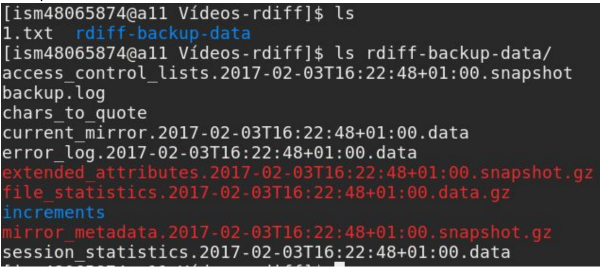 [ism48065874@a11 Vídeos-rdiff]$ ls
1.txt  rdiff-backup-data
[ism48065874@a11 Vídeos-rdiff]$ ls rdiff-backup-data/
access_control_lists.2017-02-03T16:22:48+01:00.snapshot
backup.log
chars_to_quote
current_mirror.2017-02-03T16:22:48+01:00.data
error_log.2017-02-03T16:22:48+01:00.data
extended_attributes.2017-02-03T16:22:48+01:00.snapshot.gz
file_statistics.2017-02-03T16:22:48+01:00.data.gz
increments
mirror_metadata.2017-02-03T16:22:48+01:00.snapshot.gz
session_statistics.2017-02-03T16:22:48+01:00.data